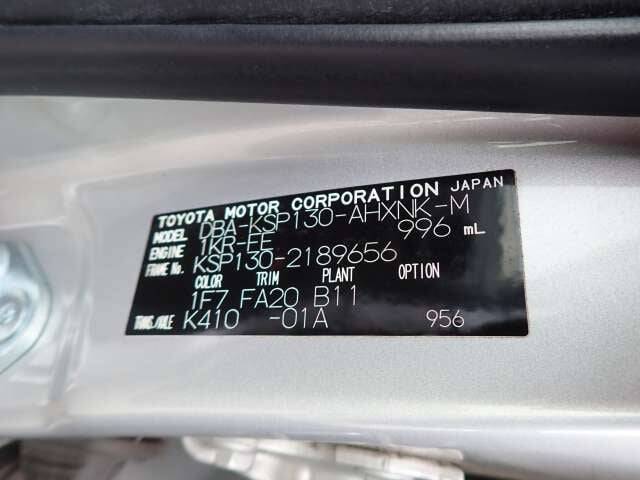 TOYOTA MOTOR CORPORATION JAPAN
MODEL DBA-KSP130-AHXNK-M
ENGINE 1KR-FE 996 mL
FRAME No. KSP130-2189656
COLOR TRIM PLANT OPTION
1F7 FA20 B11
TRANS/AXLE K410 -01A 956